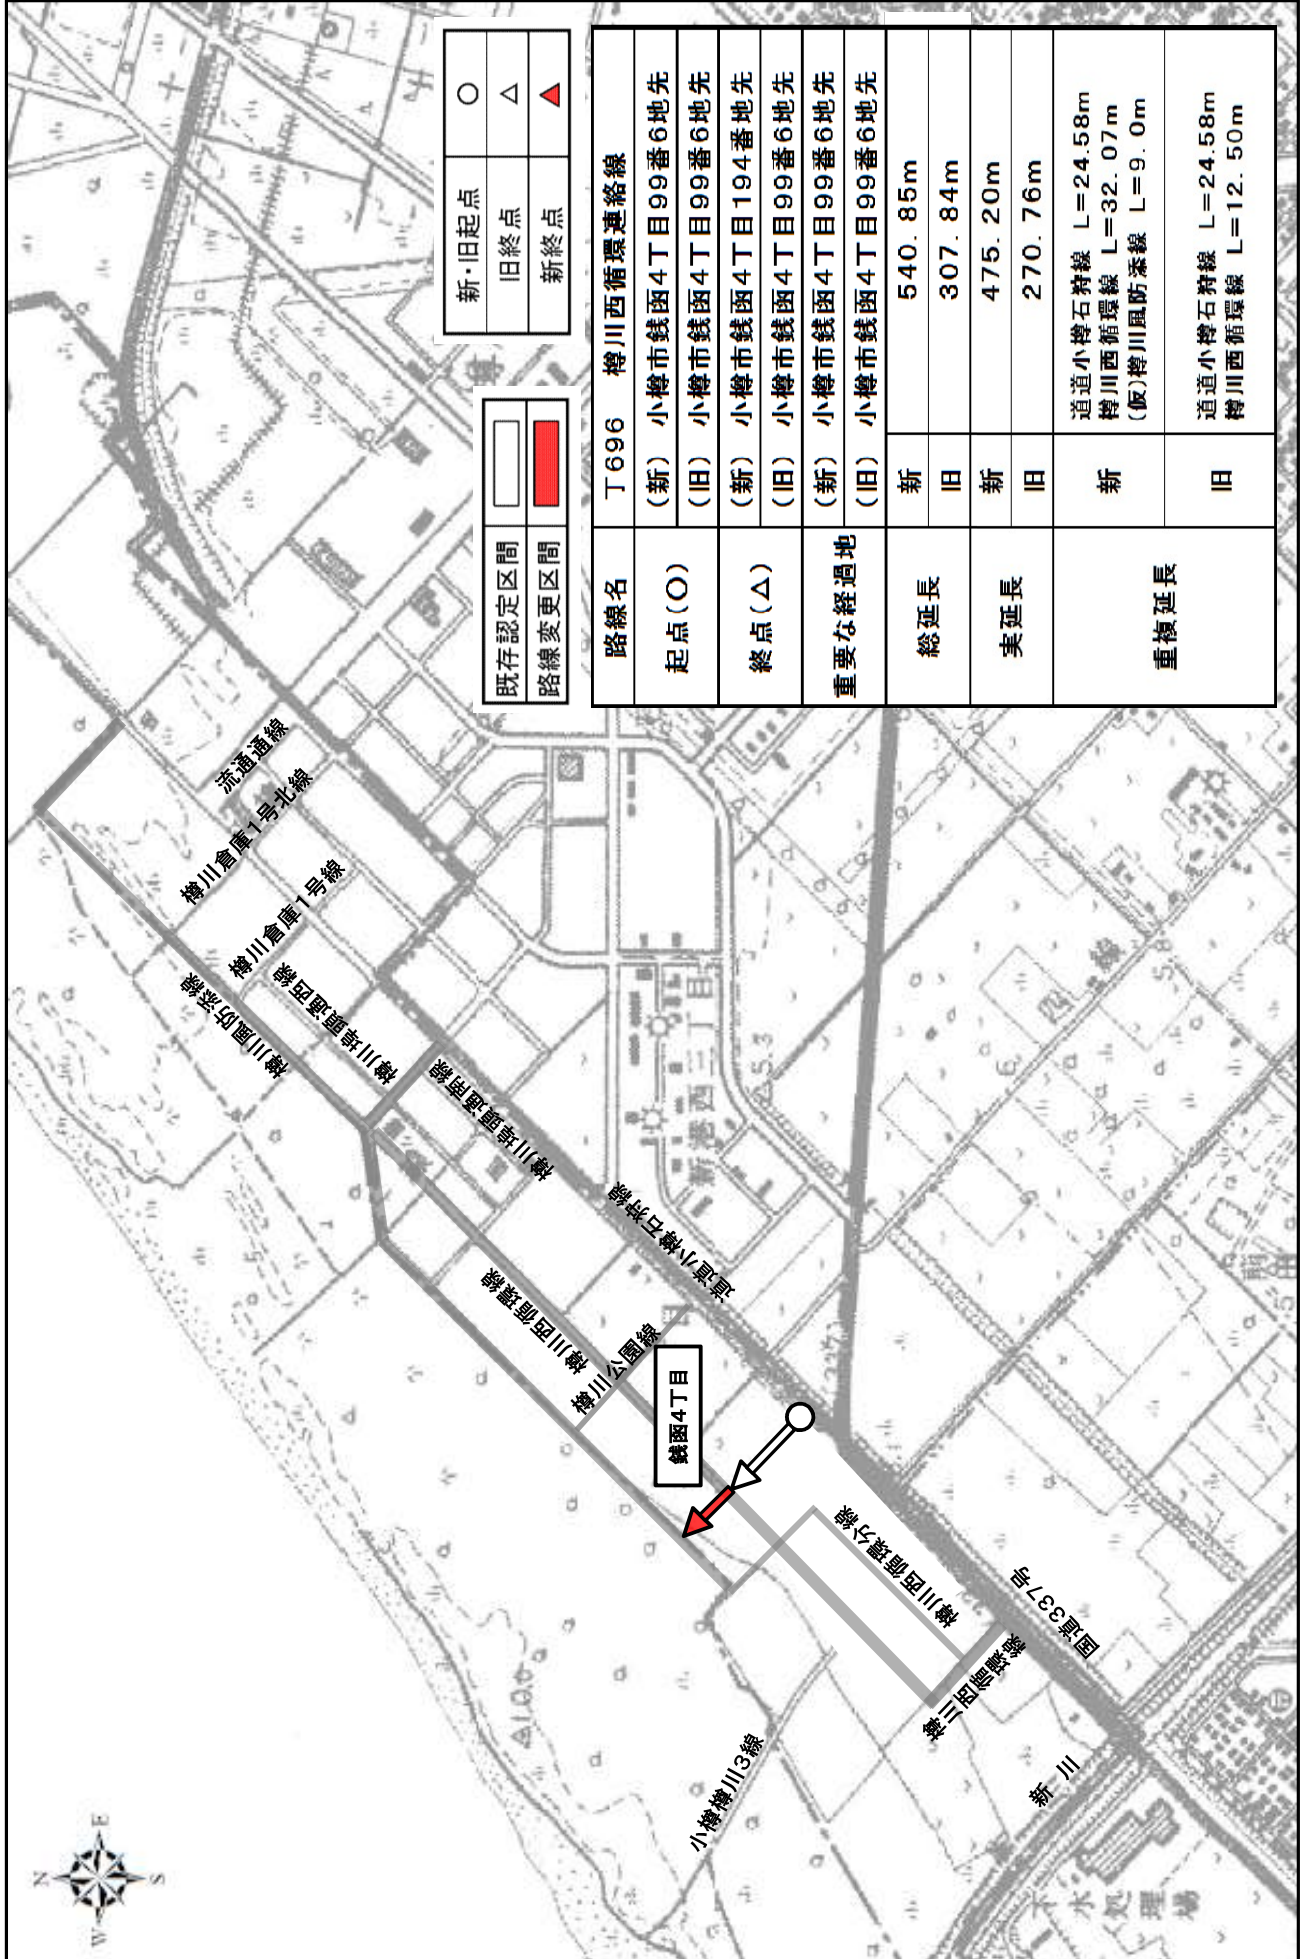 新・旧起点 ○
旧終点 △
新終点 ▲
既存認定区間
路線変更区間
路線名 T696 樽川西循環連絡線
起点(○) (新) 小樽市銭函4丁目99番6地先
(旧) 小樽市銭函4丁目99番6地先
終点(△) (新) 小樽市銭函4丁目194番地先
(旧) 小樽市銭函4丁目99番6地先
重要な経過地 (新) 小樽市銭函4丁目99番6地先
(旧) 小樽市銭函4丁目99番6地先
総延長 新 540.85m
旧 307.84m
実延長 新 475.20m
旧 270.76m
重複延長 新 道道小樽石狩線 L=24.58m
樽川西循環線 L=32.07m
(仮)樽川風防添線 L=9.0m
旧 道道小樽石狩線 L=24.58m
樽川西循環線 L=12.50m
流通通線
樽川倉庫1号北線
樽川倉庫1号線
樽川埠頭通西線
樽川風防添線
樽川埠頭通南線
道道小樽石狩線
樽川西循環線
樽川公園線
銭函4丁目
樽川西循環分線
国道337号
小樽樽川3線
新川
新港西三丁目
下水処理場
N
E
S
W